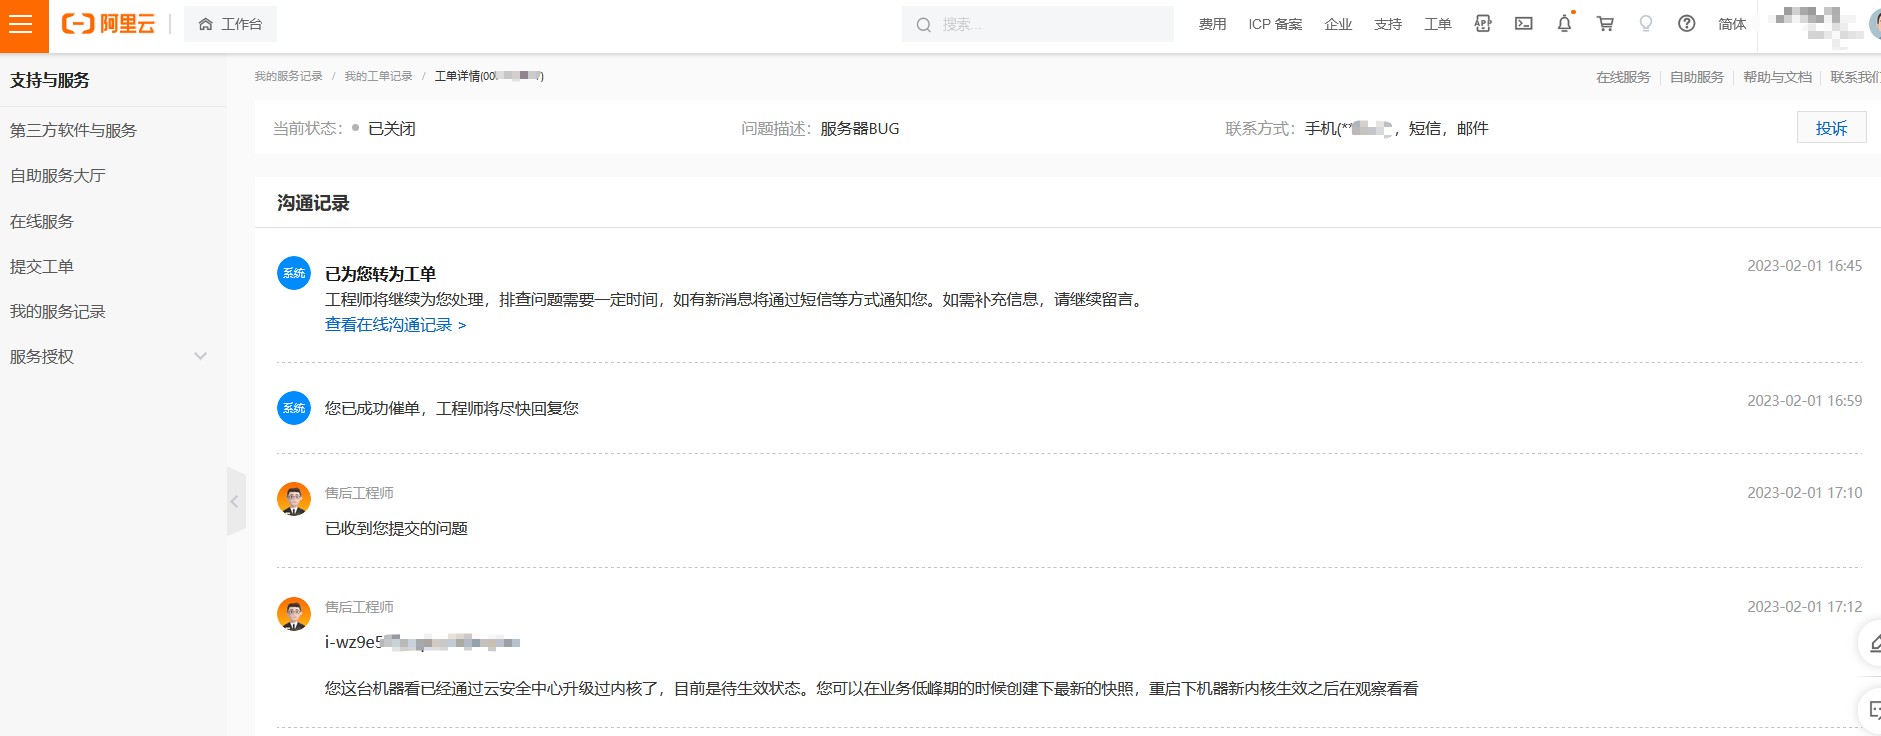 阿里云
工作台
搜索...
费用
ICP 备案
企业
支持
工单
简体
支持与服务
第三方软件与服务
自助服务大厅
在线服务
提交工单
我的服务记录
服务授权
我的服务记录 / 我的工单记录 / 工单详情(00
在线服务 | 自助服务 | 帮助与文档 | 联系我们
当前状态： 已关闭
问题描述：服务器BUG
联系方式：手机(**，短信，邮件
投诉
沟通记录
系统
已为您转为工单
2023-02-01 16:45
工程师将继续为您处理，排查问题需要一定时间，如有新消息将通过短信等方式通知您。如需补充信息，请继续留言。
查看在线沟通记录 >
系统
您已成功催单，工程师将尽快回复您
2023-02-01 16:59
售后工程师
2023-02-01 17:10
已收到您提交的问题
售后工程师
2023-02-01 17:12
i-wz9e5
您这台机器看已经通过云安全中心升级过内核了，目前是待生效状态。您可以在业务低峰期的时候创建下最新的快照，重启下机器新内核生效之后在观察看看